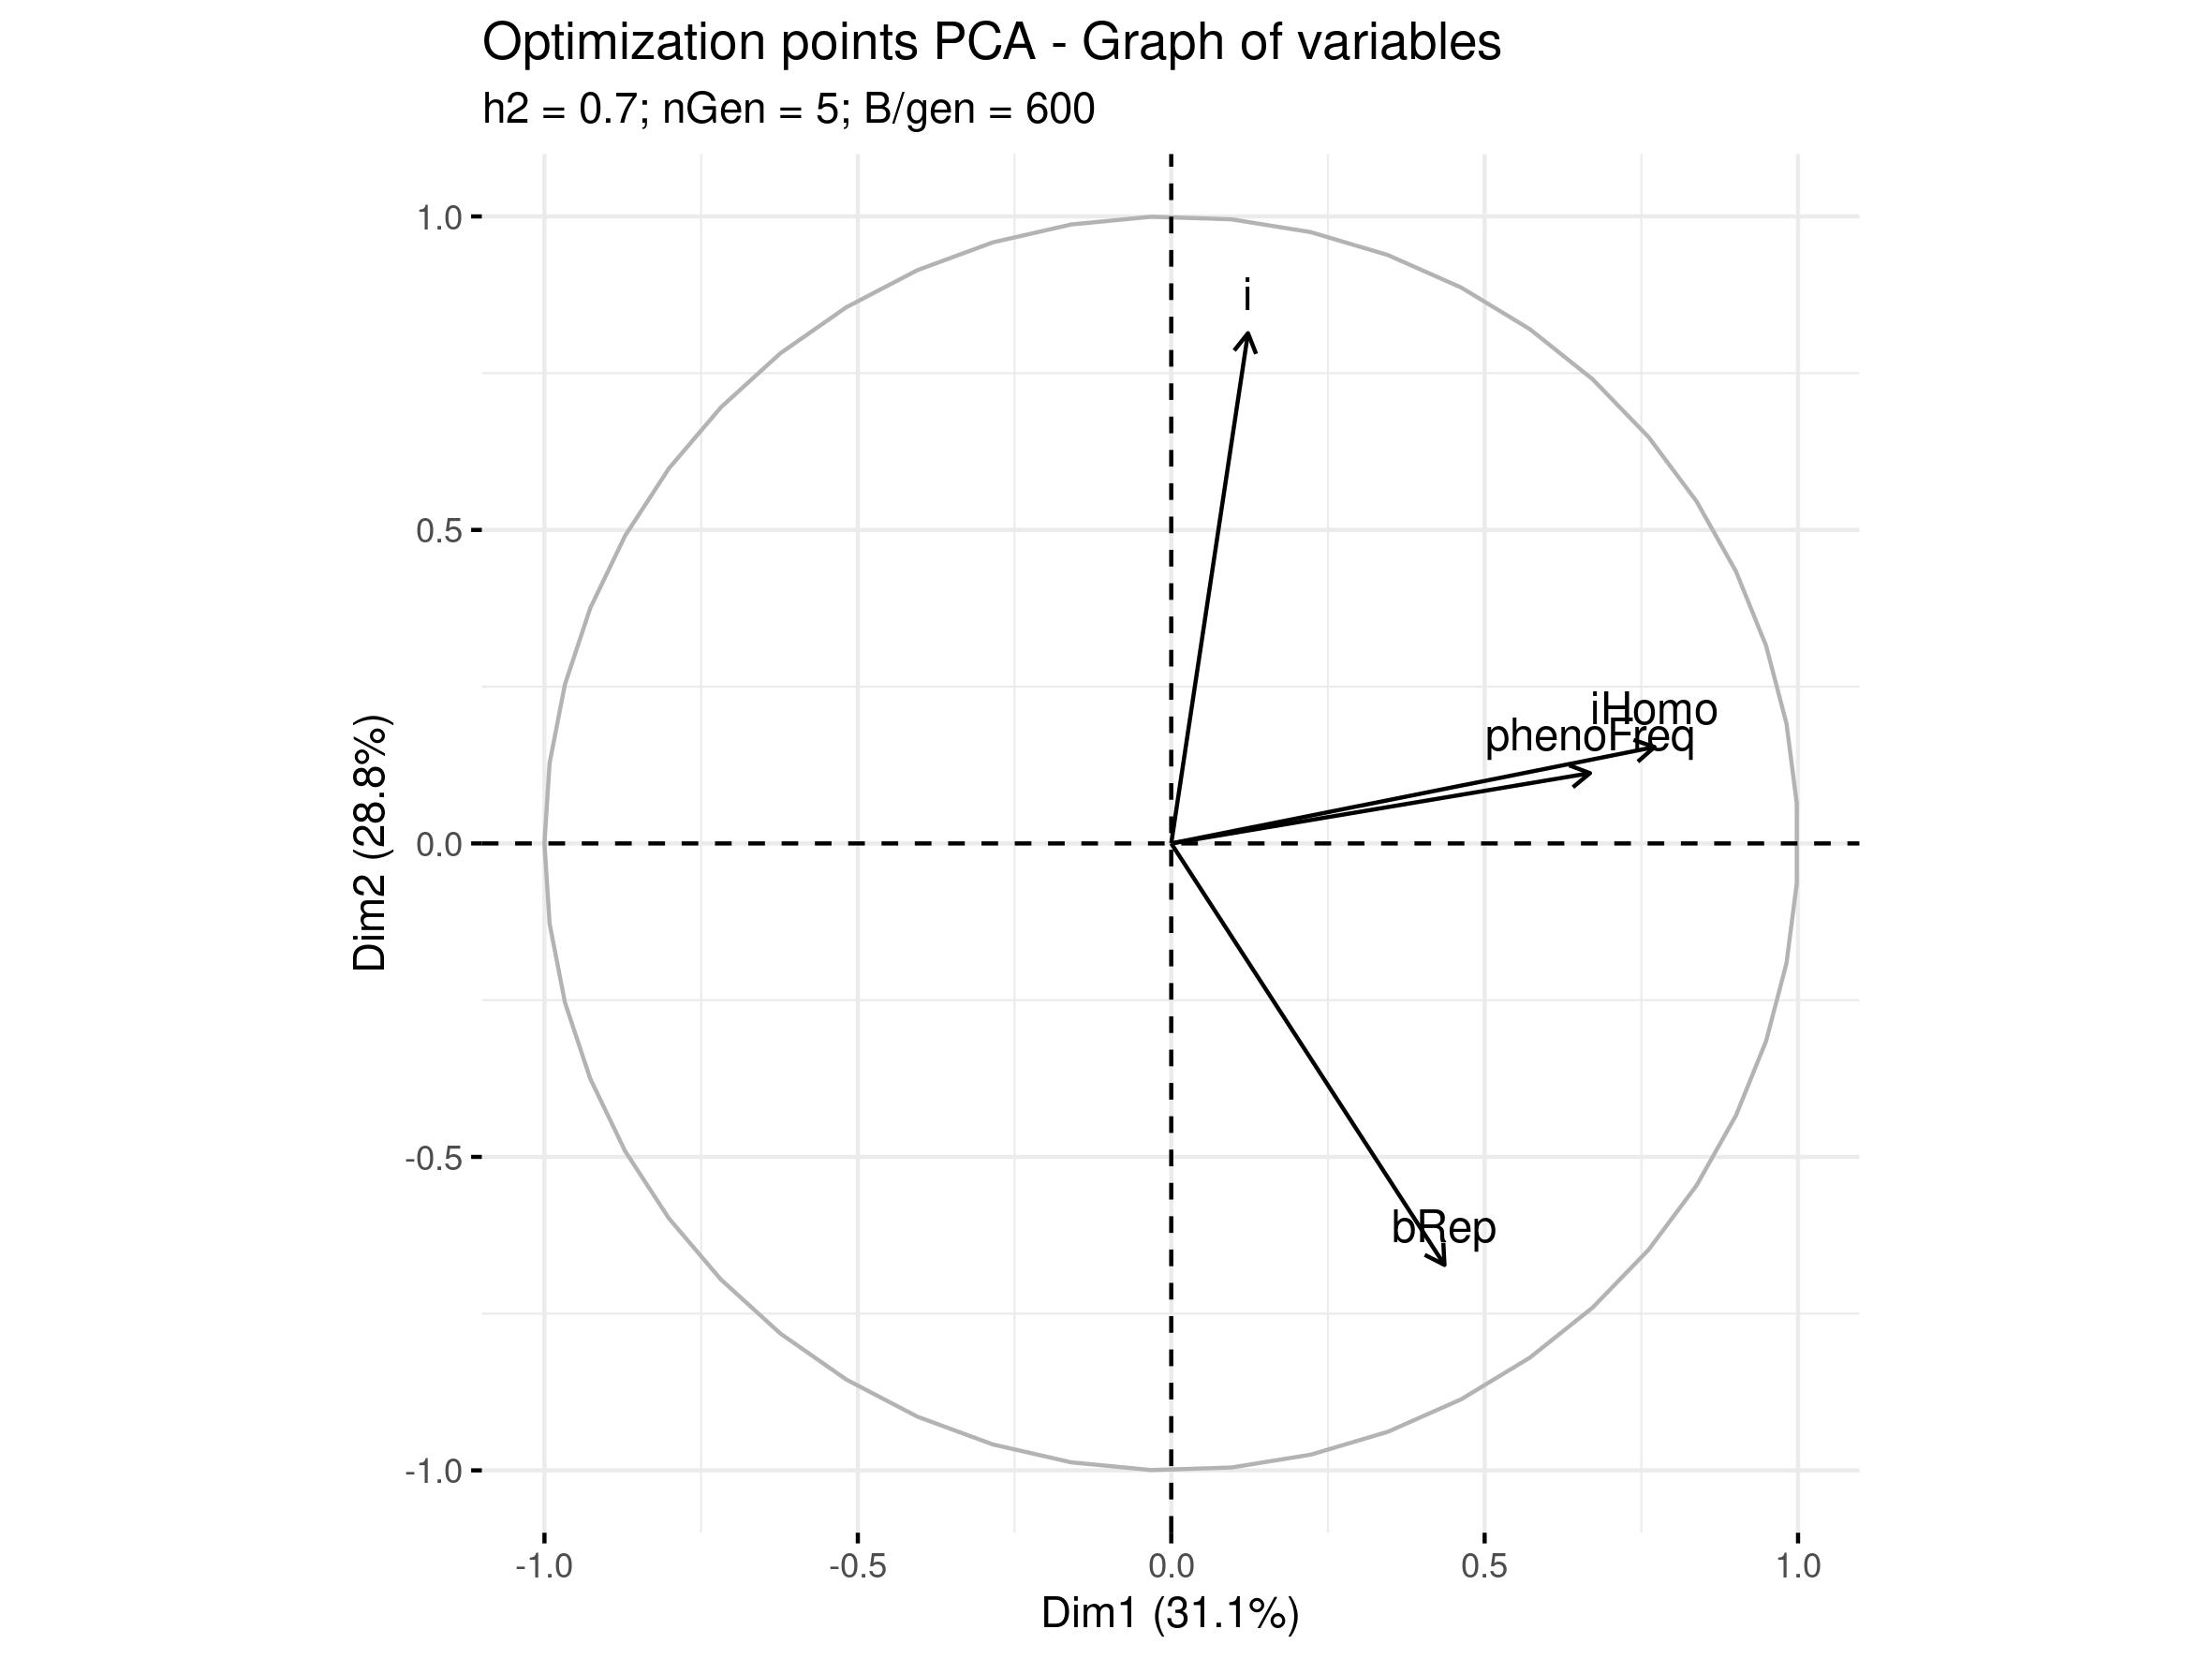 Optimization points PCA - Graph of variables
h2 = 0.7; nGen = 5; B/gen = 600
1.0
0.5
0.0
-0.5
-1.0
Dim2 (28.8%)
i
iHomo
phenoFreq
bRep
-1.0 -0.5 0.0 0.5 1.0
Dim1 (31.1%)